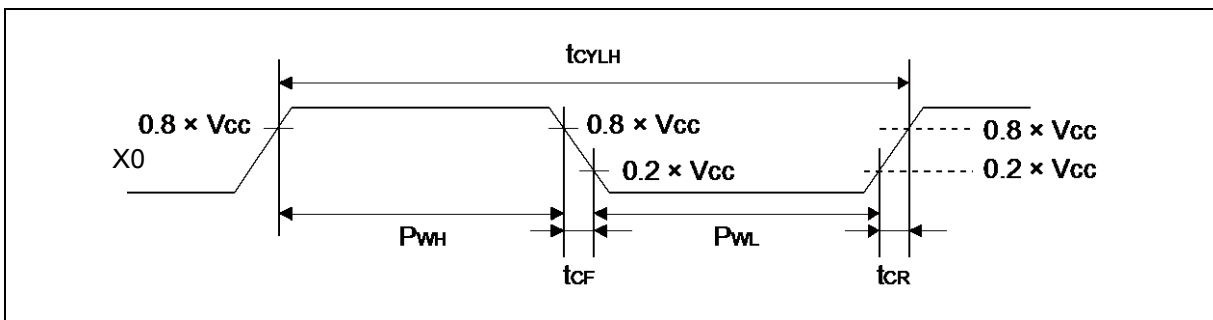 tCYLH
0.8 × Vcc
0.8 × Vcc
0.8 × Vcc
X0
0.2 × Vcc
0.2 × Vcc
PWH
PWL
tCF
tCR